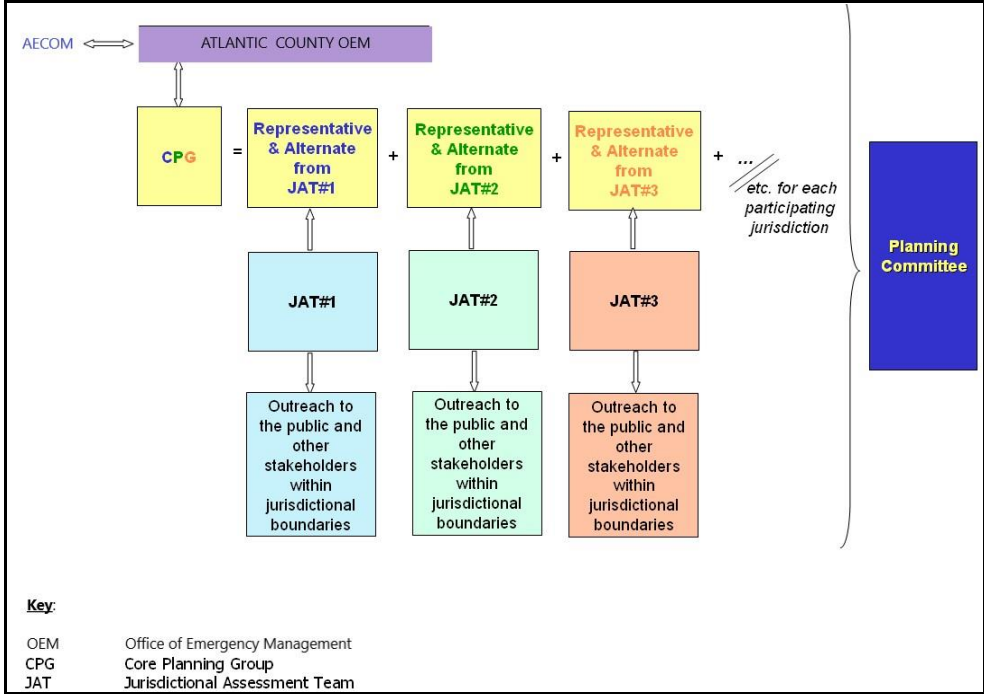 AECOM
ATLANTIC COUNTY OEM
CPG
=
Representative
& Alternate
from
JAT#1
+
Representative
& Alternate
from
JAT#2
+
Representative
& Alternate
from
JAT#3
+
...
etc. for each
participating
jurisdiction
Planning
Committee
JAT#1
JAT#2
JAT#3
Outreach to
the public and
other
stakeholders
within
jurisdictional
boundaries
Outreach to
the public and
other
stakeholders
within
jurisdictional
boundaries
Outreach to
the public and
other
stakeholders
within
jurisdictional
boundaries
Key:
OEM Office of Emergency Management
CPG Core Planning Group
JAT Jurisdictional Assessment Team